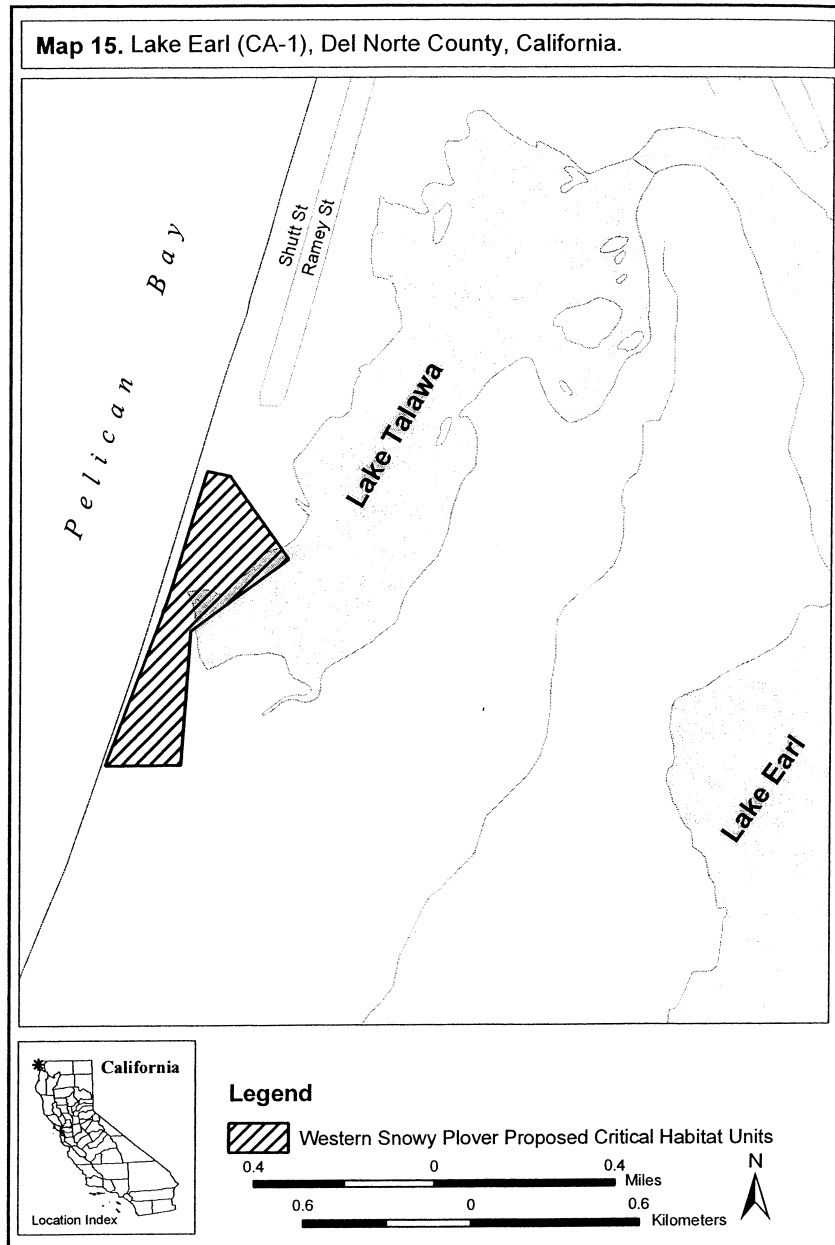 Map 15. Lake Earl (CA-1), Del Norte County, California.
Pelican Bay
Shutt St
Ramey St
Lake Talawa
Lake Earl
California
Location Index
Legend
Western Snowy Plover Proposed Critical Habitat Units
0.4 0 0.4 Miles
0.6 0 0.6 Kilometers
N